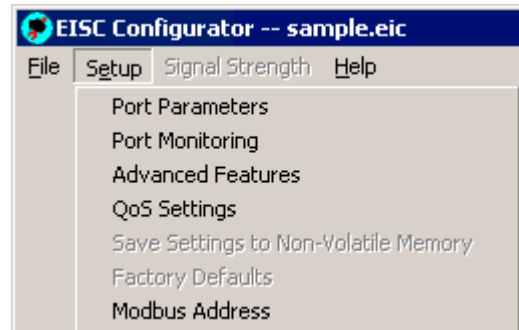 EISC Configurator -- sample.eic
File Setup Signal Strength Help
Port Parameters
Port Monitoring
Advanced Features
QoS Settings
Save Settings to Non-Volatile Memory
Factory Defaults
Modbus Address